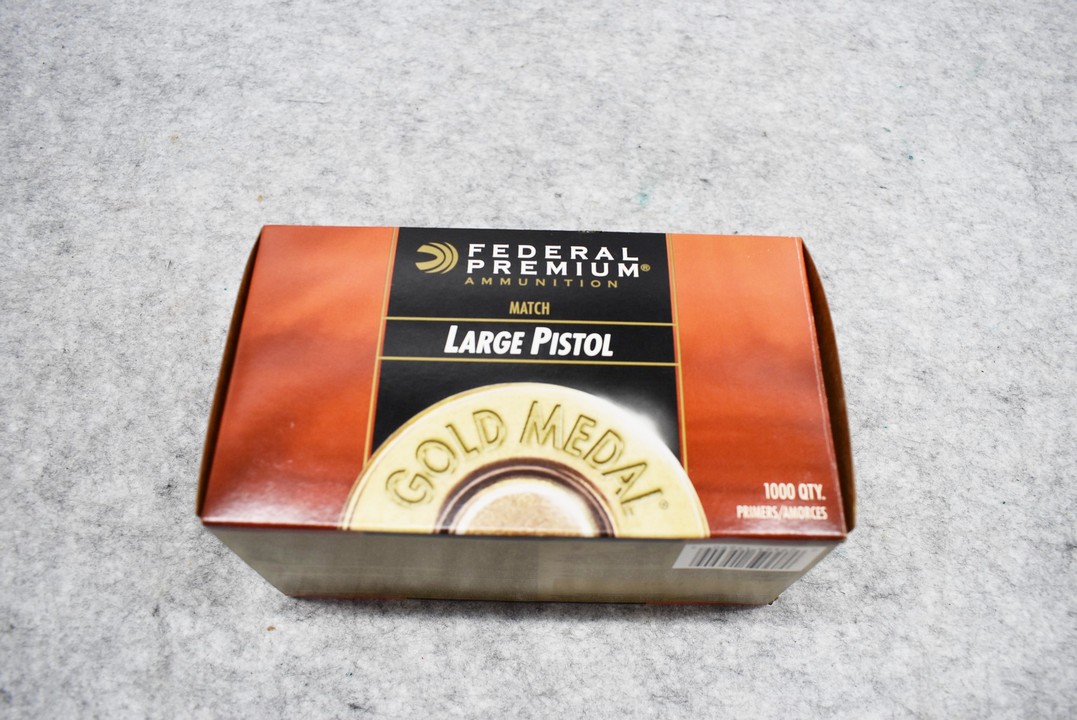 FEDERAL
PREMIUM®
AMMUNITION
MATCH
LARGE PISTOL
GOLD MEDAL®
1000 QTY.
PRIMERS/AMORCES